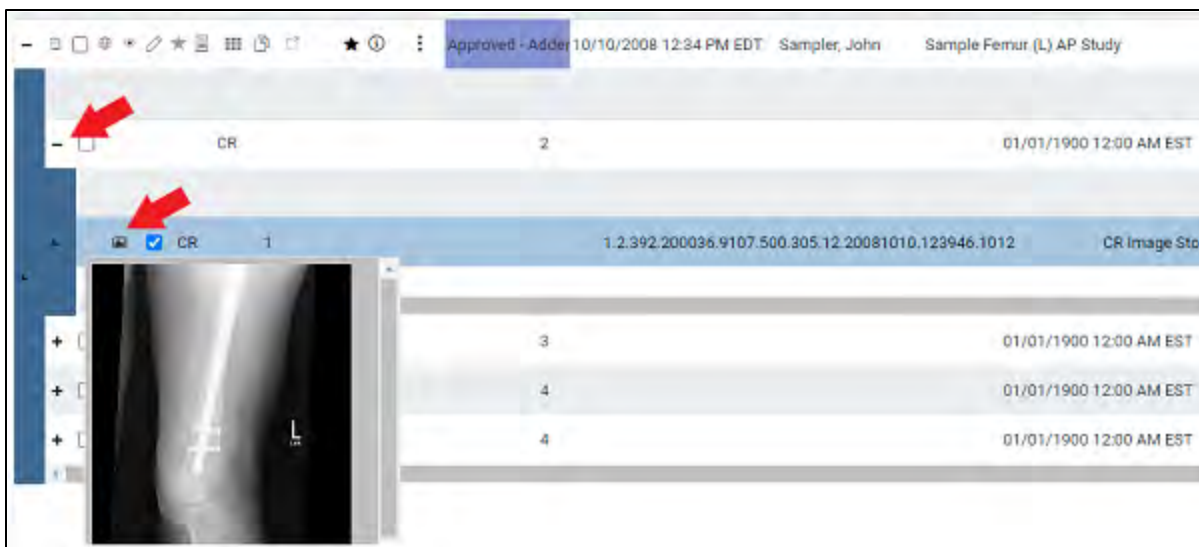 Approved - Adder 10/10/2008 12:34 PM EDT Sampler, John Sample Femur (L) AP Study
CR 2 01/01/1900 12:00 AM EST
CR 1 1.2.392.200036.9107.500.305.12.20081010.123946.1012 CR Image Sto
3 01/01/1900 12:00 AM EST
4 01/01/1900 12:00 AM EST
4 01/01/1900 12:00 AM EST
L